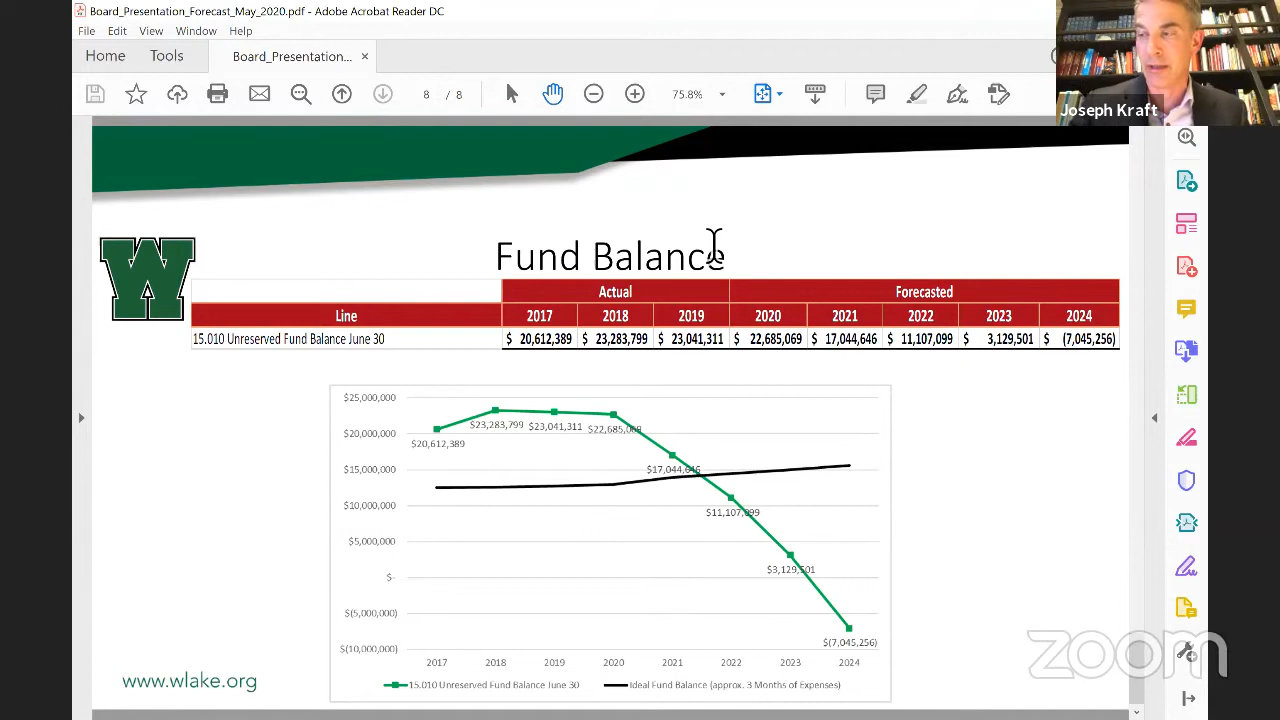 Board_Presentation_Forecast_May_2020.pdf - Adobe Acrobat Reader DC
File Edit View Window Help
Home Tools Board_Presentation... ×
8 / 8 75.8%
Joseph Kraft
W
Fund Balance
Actual Forecasted
Line 2017 2018 2019 2020 2021 2022 2023 2024
15.010 Unreserved Fund Balance June 30 $ 20,612,389 $ 23,283,799 $ 23,041,311 $ 22,685,069 $ 17,044,646 $ 11,107,099 $ 3,129,501 $ (7,045,256)
$25,000,000
$20,000,000
$15,000,000
$10,000,000
$5,000,000
$-
$(5,000,000)
$(10,000,000)
$20,612,389
$23,283,799
$23,041,311
$22,685,069
$17,044,646
$11,107,099
$3,129,501
$(7,045,256)
2017 2018 2019 2020 2021 2022 2023 2024
15.010 Unreserved Fund Balance June 30 Ideal Fund Balance (approx. 3 Months of Expenses)
www.wlake.org
zoom